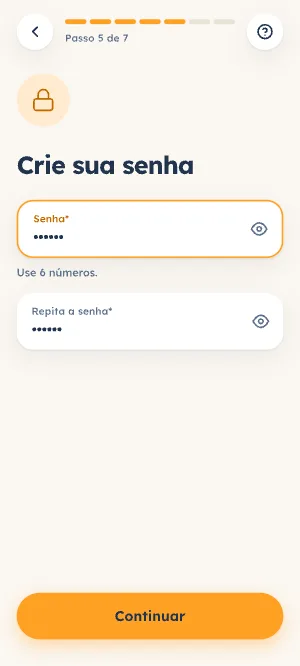 Passo 5 de 7
Crie sua senha
Senha*
••••••
Use 6 números.
Repita a senha*
••••••
Continuar